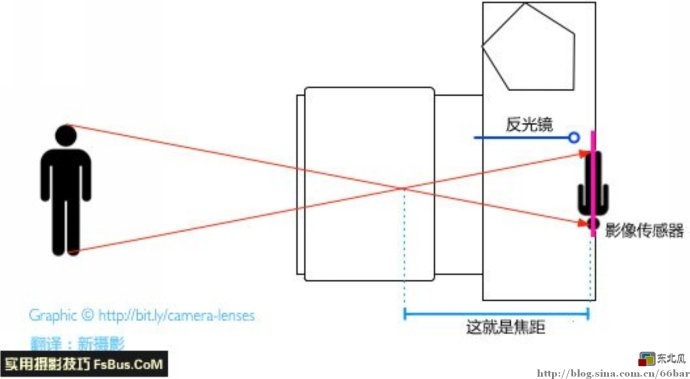 反光镜
影像传感器
这就是焦距
Graphic © http://bit.ly/camera-lenses
翻译：新摄影
实用摄影技巧 FsBus.CoM
东北瓜
http://blog.sina.com.cn/66bar